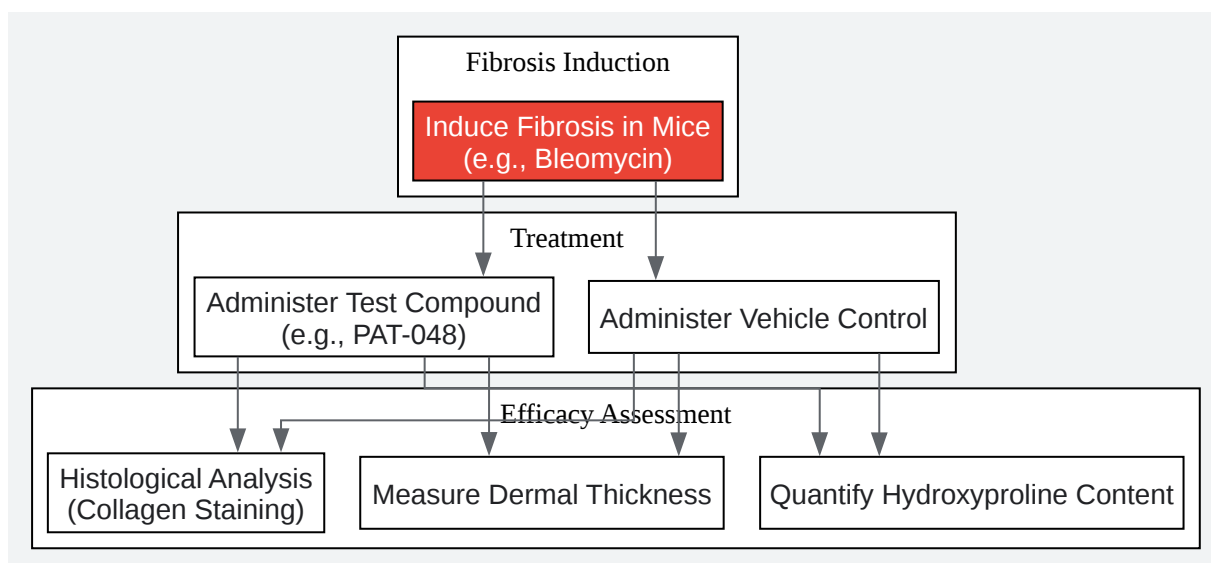 Fibrosis Induction
Induce Fibrosis in Mice
(e.g., Bleomycin)
Treatment
Administer Test Compound
(e.g., PAT-048)
Administer Vehicle Control
Efficacy Assessment
Histological Analysis
(Collagen Staining)
Measure Dermal Thickness
Quantify Hydroxyproline Content